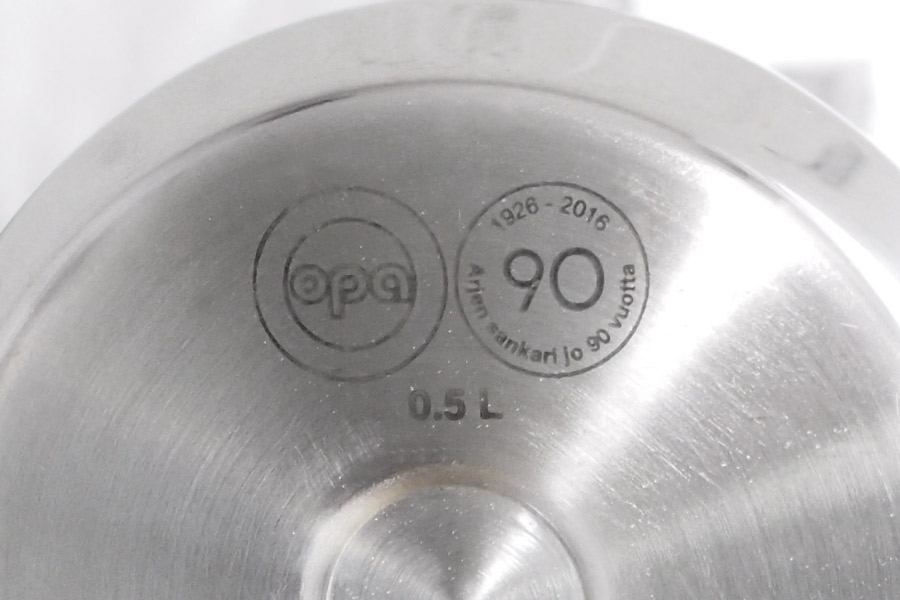 opa
1926 - 2016
90
Arjen sankari jo 90 vuotta
0.5 L